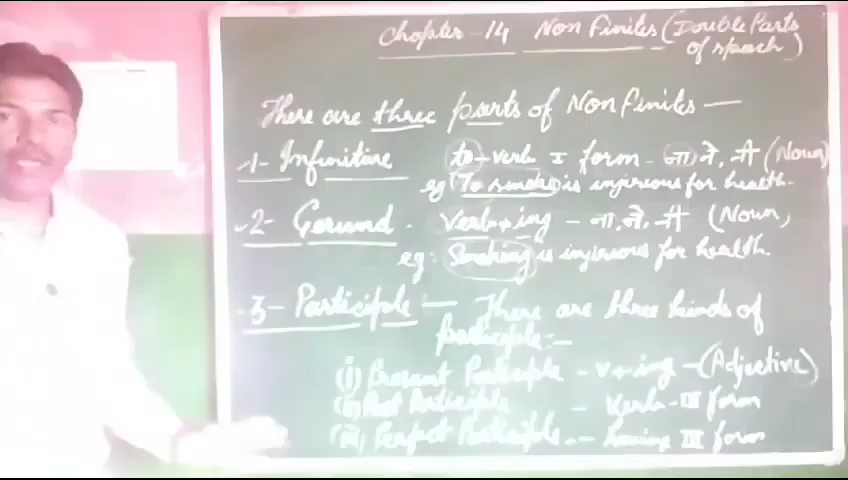 Chapter - 14 Non Finites (Double Parts
of speech)
There are three parts of Non finites —
1- Infinitive to + verb I form - ना, ने, नी (Noun)
eg To smoke is injirious for health.
2- Gerund - verb + ing - ना, ने, नी (Noun,
eg: Smoking is injirious for health.
3- Participle — There are three kinds of
participle:-
(i) Present Participle - v + ing - (Adjective)
(ii) Past Participle - verb - III form
(iii) Perfect Participle - having III form